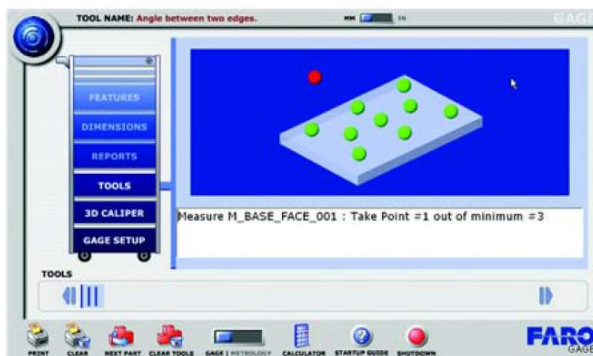 TOOL NAME: Angle between two edges.
MM IN
GAGE
FEATURES
DIMENSIONS
REPORTS
TOOLS
3D CALIPER
GAGE SETUP
Measure M_BASE_FACE_001 : Take Point #1 out of minimum #3
TOOLS
PRINT CLEAR NEXT PART CLEAR TOOLS GAGE | METROLOGY CALCULATOR STARTUP GUIDE SHUTDOWN
FARO
GAGE